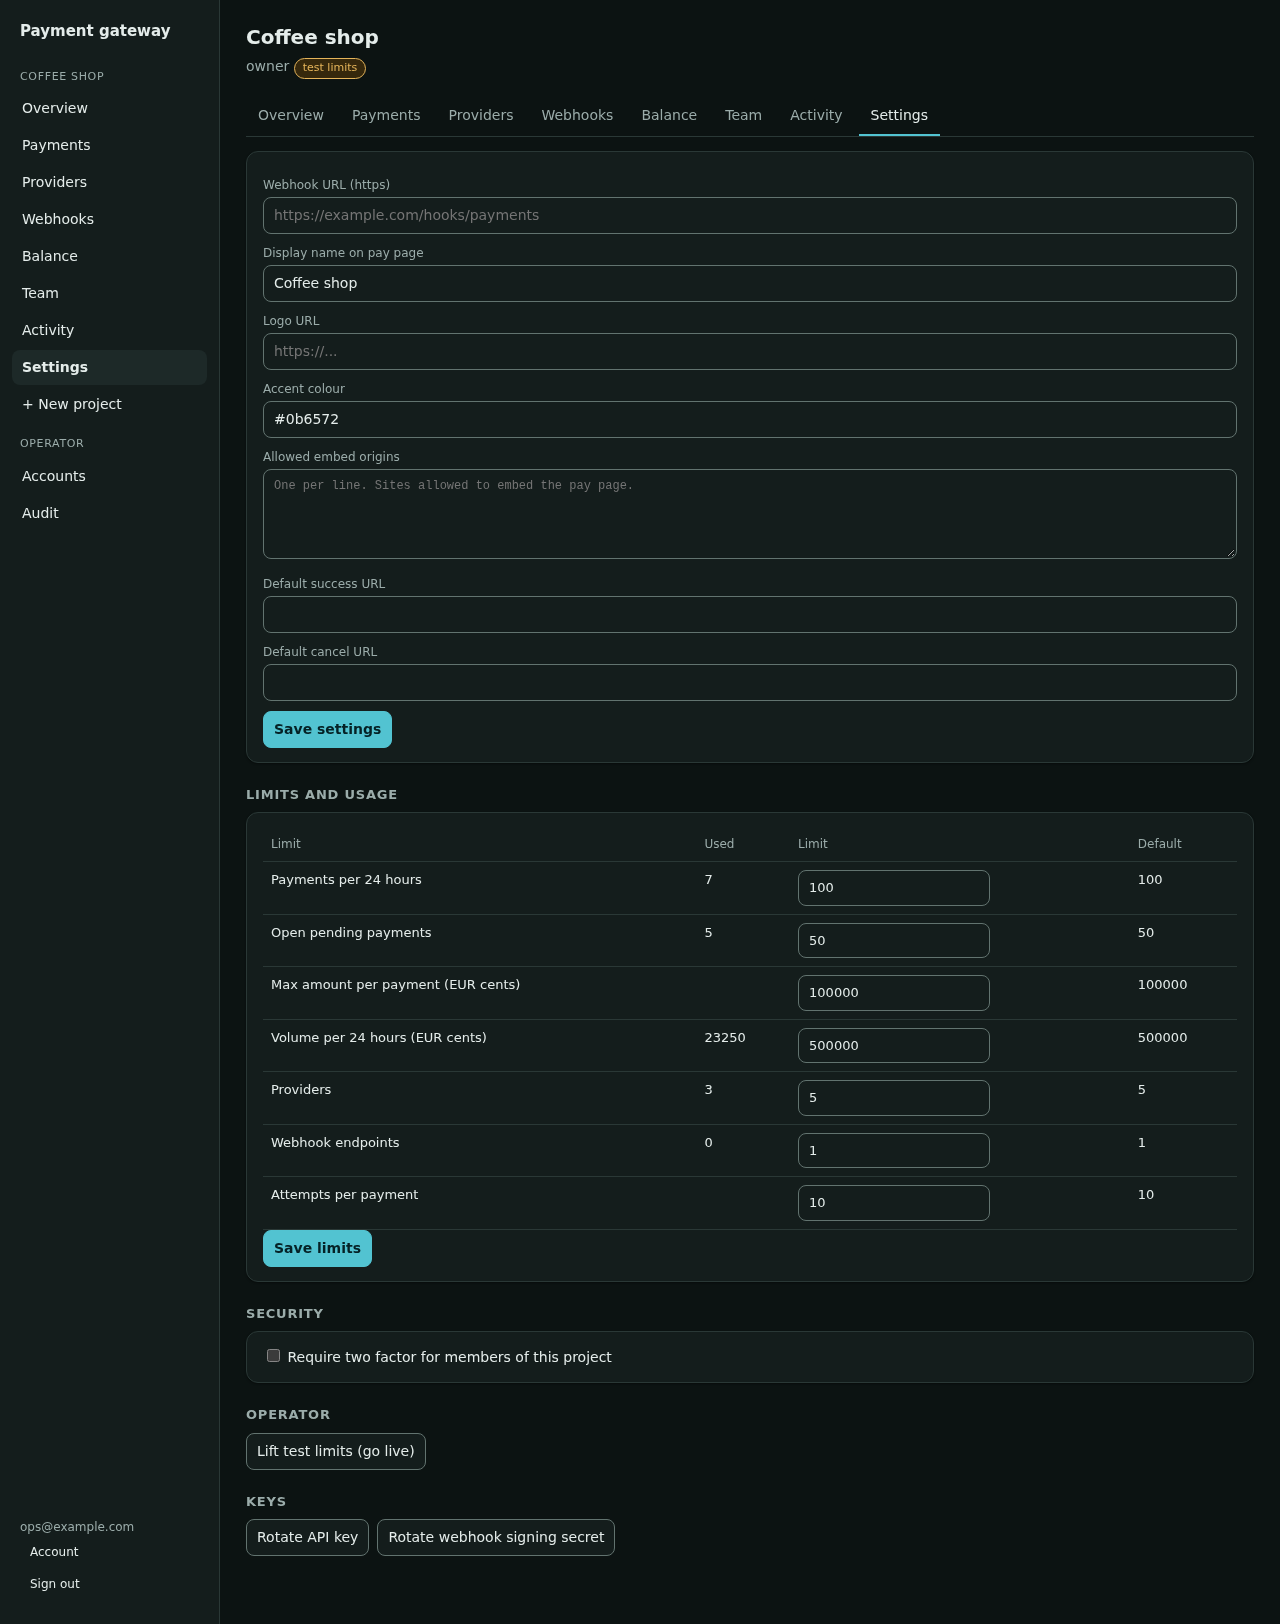 Payment gateway
COFFEE SHOP
Overview
Payments
Providers
Webhooks
Balance
Team
Activity
Settings
+ New project
OPERATOR
Accounts
Audit
ops@example.com
Account
Sign out
Coffee shop
owner test limits
Overview Payments Providers Webhooks Balance Team Activity Settings
Webhook URL (https)
https://example.com/hooks/payments
Display name on pay page
Coffee shop
Logo URL
https://...
Accent colour
#0b6572
Allowed embed origins
One per line. Sites allowed to embed the pay page.
Default success URL
Default cancel URL
Save settings
LIMITS AND USAGE
Limit Used Limit Default
Payments per 24 hours 7 100 100
Open pending payments 5 50 50
Max amount per payment (EUR cents) 100000 100000
Volume per 24 hours (EUR cents) 23250 500000 500000
Providers 3 5 5
Webhook endpoints 0 1 1
Attempts per payment 10 10
Save limits
SECURITY
Require two factor for members of this project
OPERATOR
Lift test limits (go live)
KEYS
Rotate API key Rotate webhook signing secret